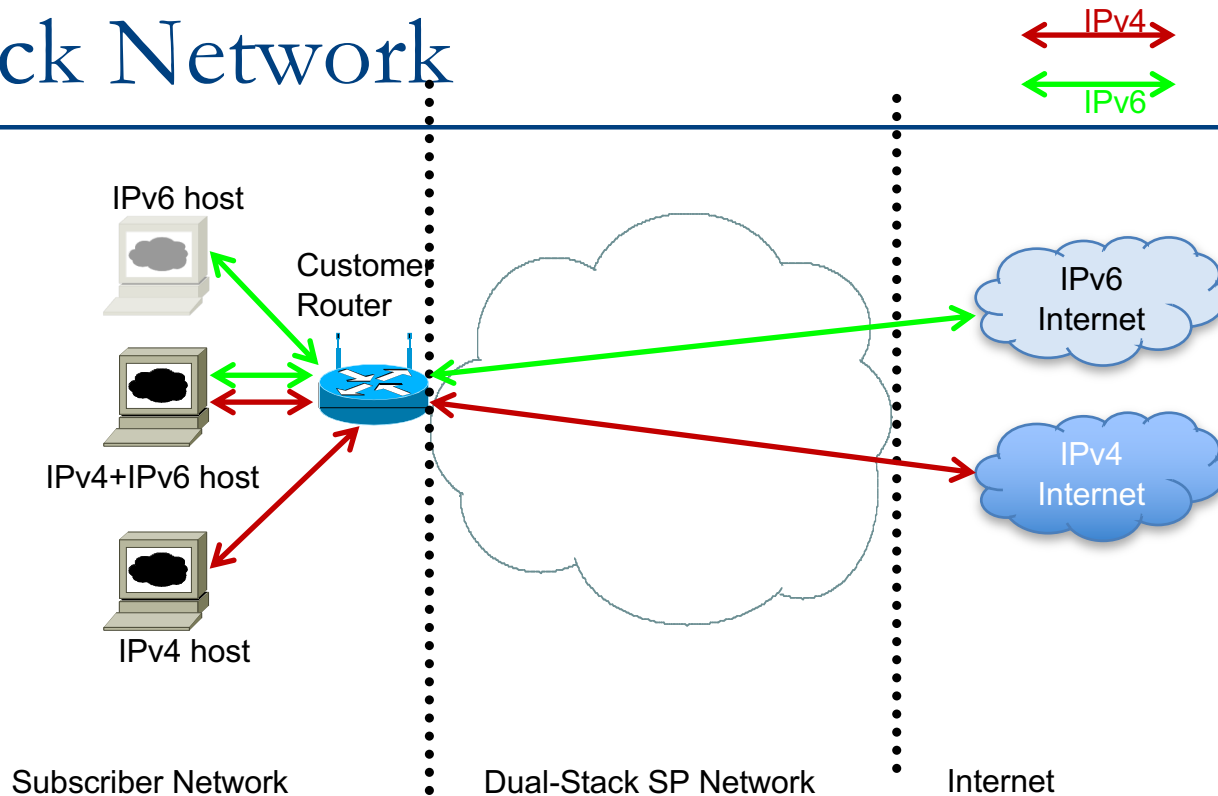 ck Network
IPv4
IPv6
IPv6 host
Customer
Router
IPv6
Internet
IPv4+IPv6 host
IPv4
Internet
IPv4 host
Subscriber Network
Dual-Stack SP Network
Internet